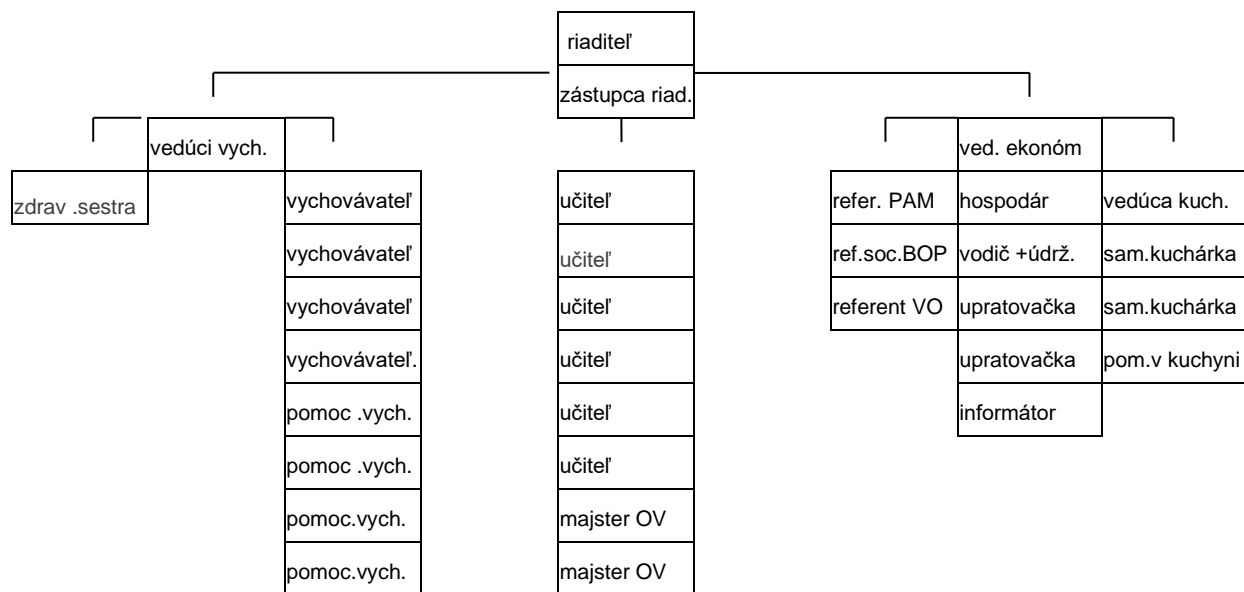 riaditeľ
zástupca riad.
vedúci vych.
ved. ekonóm
zdrav .sestra
vychovávateľ
učiteľ
refer. PAM
hospodár
vedúca kuch.
vychovávateľ
učiteľ
ref.soc.BOP
vodič +údrž.
sam.kuchárka
vychovávateľ
učiteľ
referent VO
upratovačka
sam.kuchárka
vychovávateľ.
učiteľ
upratovačka
pom.v kuchyni
pomoc .vych.
učiteľ
informátor
pomoc .vych.
učiteľ
pomoc.vych.
majster OV
pomoc.vych.
majster OV